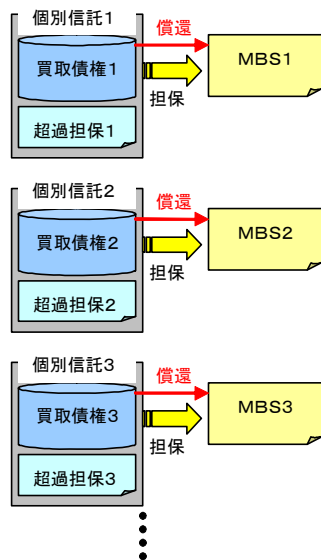 個別信託1
償還
買取債権1
MBS1
担保
超過担保1
個別信託2
償還
買取債権2
MBS2
担保
超過担保2
個別信託3
償還
買取債権3
MBS3
担保
超過担保3